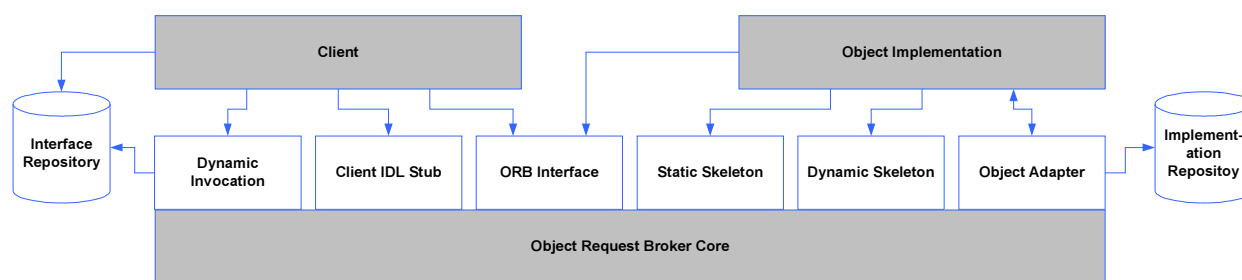 Client
Object Implementation
Interface
Repository
Dynamic
Invocation
Client IDL Stub
ORB Interface
Static Skeleton
Dynamic Skeleton
Object Adapter
Implement-
ation
Repositoy
Object Request Broker Core